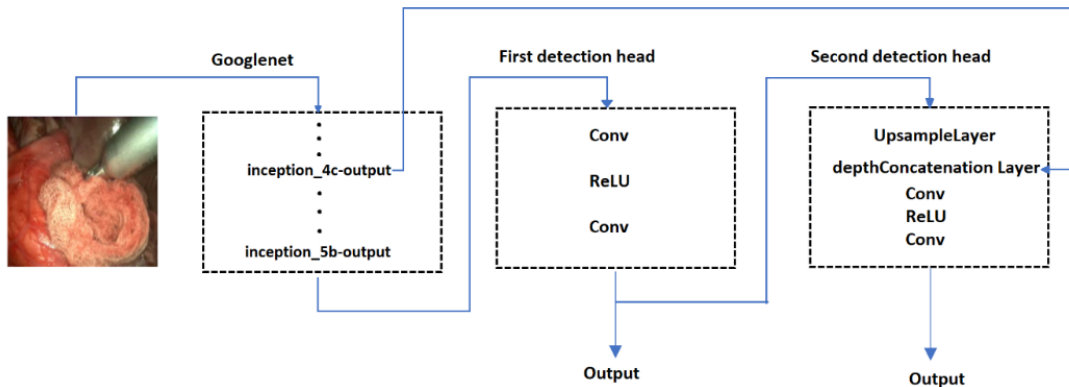 Googlenet
inception_4c-output
inception_5b-output
First detection head
Conv
ReLU
Conv
Output
Second detection head
UpsampleLayer
depthConcatenation Layer
Conv
ReLU
Conv
Output